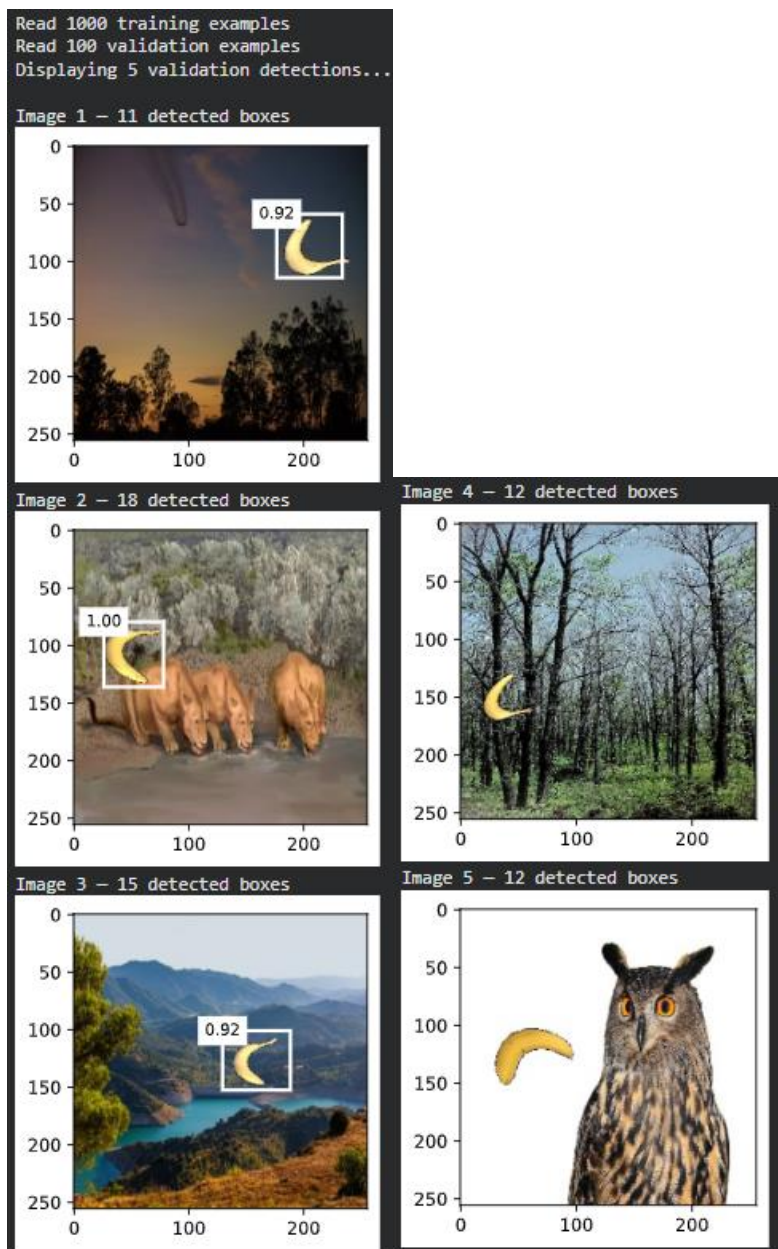 Read 1000 training examples
Read 100 validation examples
Displaying 5 validation detections...
Image 1 — 11 detected boxes
0
50
0.92
100
150
200
250
0 100 200
Image 2 — 18 detected boxes
0
50
1.00
100
150
200
250
0 100 200
Image 3 — 15 detected boxes
0
50
0.92
100
150
200
250
0 100 200
Image 4 — 12 detected boxes
0
50
100
150
200
250
0 100 200
Image 5 — 12 detected boxes
0
50
100
150
200
250
0 100 200